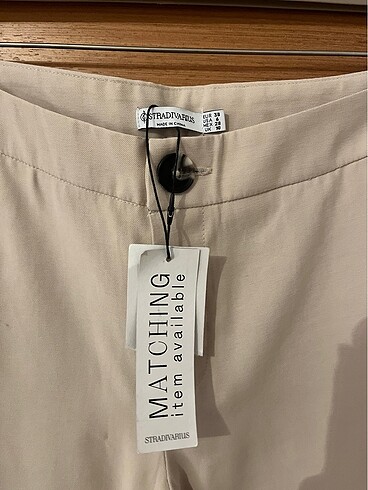 STRADIVARIUS
MADE IN CHINA
EUR 38
USA 6
MEX 28
UK 10
MATCHING
item available
STRADIVARIUS